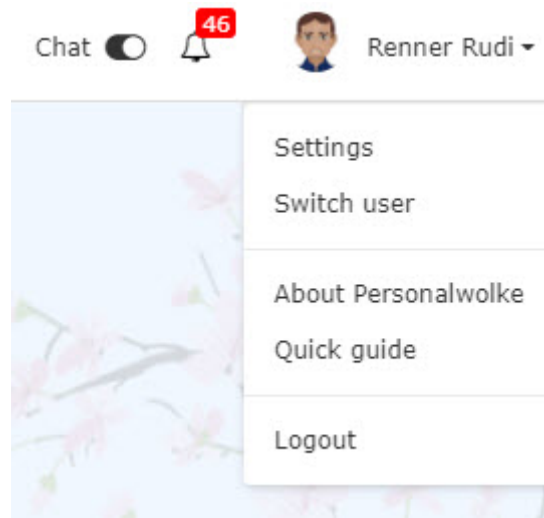 Chat 46 Renner Rudi
Settings
Switch user
About Personalwolke
Quick guide
Logout